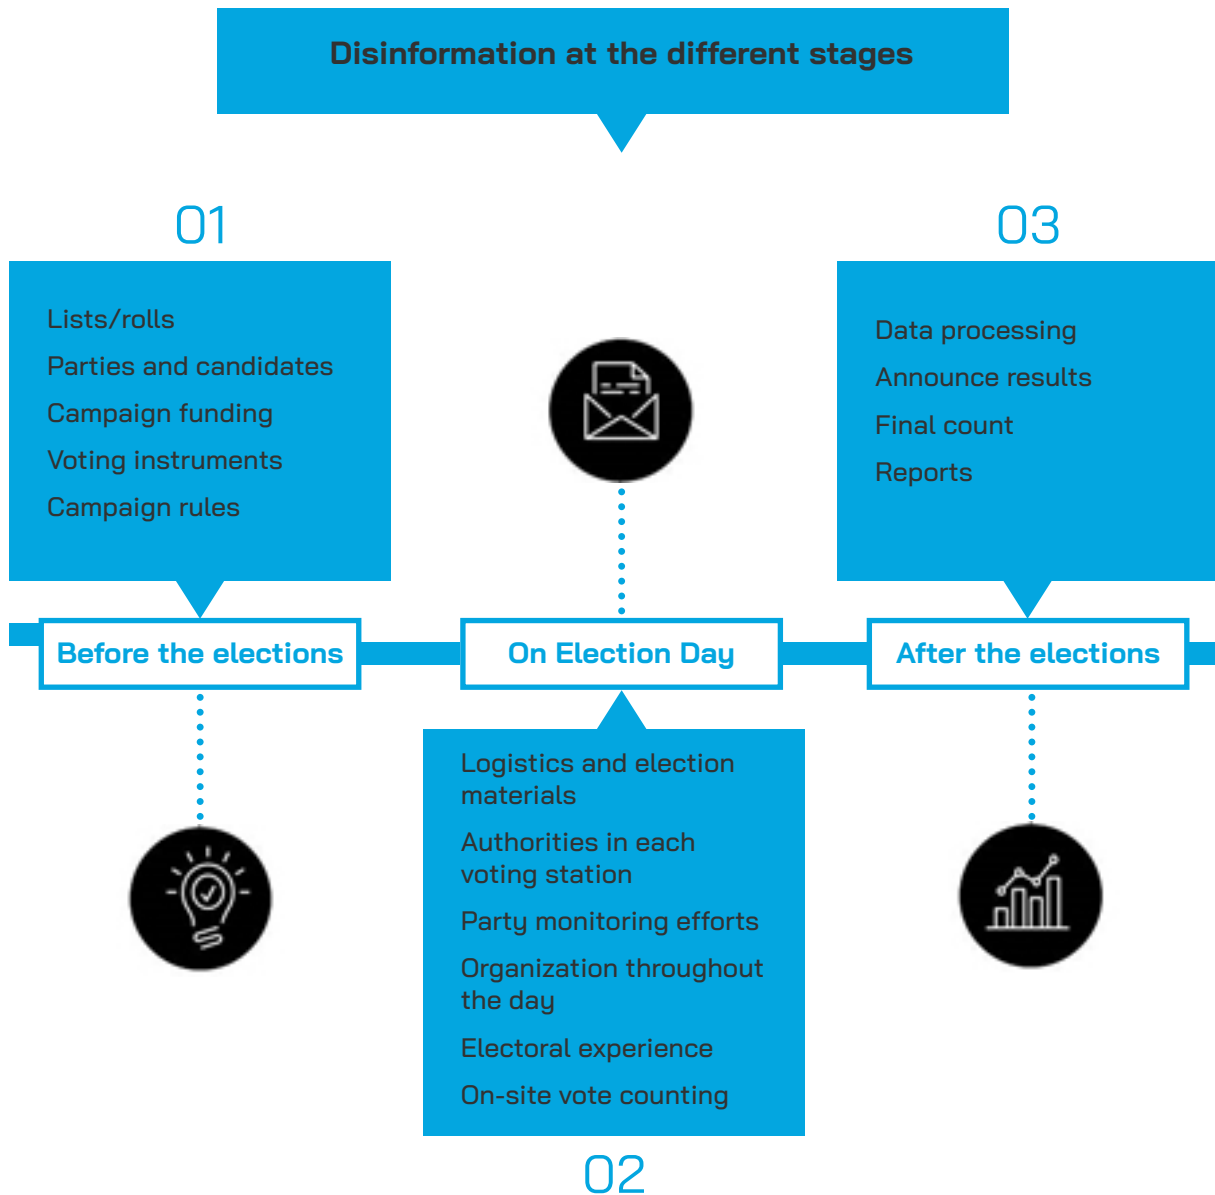 Disinformation at the different stages
01
Lists/rolls
Parties and candidates
Campaign funding
Voting instruments
Campaign rules
Before the elections
On Election Day
Logistics and election
materials
Authorities in each
voting station
Party monitoring efforts
Organization throughout
the day
Electoral experience
On-site vote counting
02
03
Data processing
Announce results
Final count
Reports
After the elections